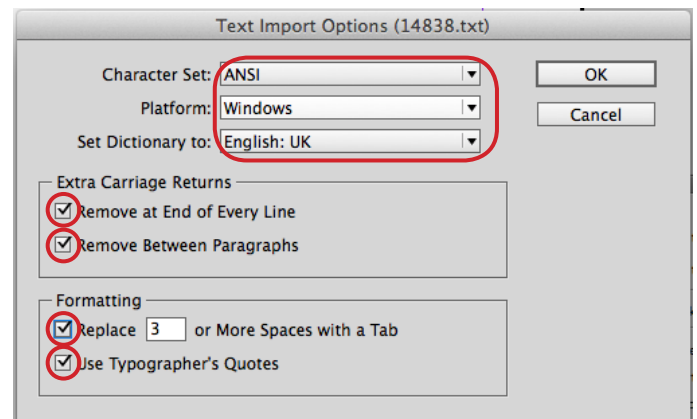 Text Import Options (14838.txt)
Character Set: ANSI
OK
Platform: Windows
Cancel
Set Dictionary to: English: UK
Extra Carriage Returns
Remove at End of Every Line
Remove Between Paragraphs
Formatting
Replace 3 or More Spaces with a Tab
Use Typographer's Quotes